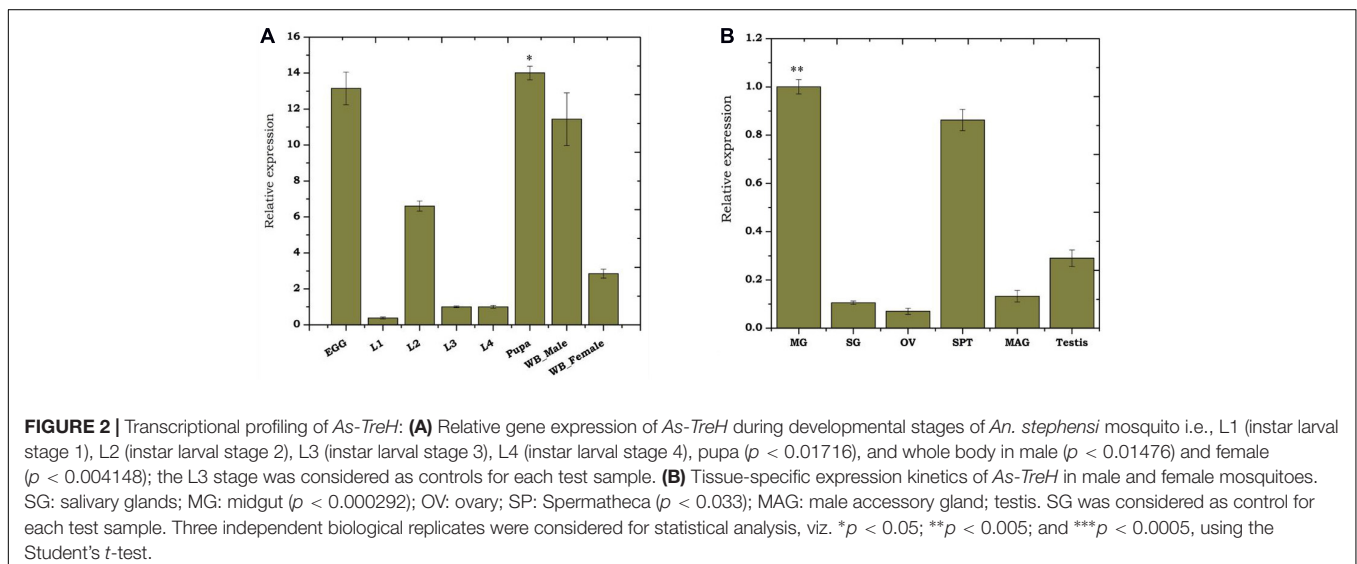 A
16
14
12
10
8
6
4
2
0
Relative expression
*
EGG
L1
L2
L3
L4
Pupa
WB_Male
WB_Female
B
1.2
1.0
0.8
0.6
0.4
0.2
0.0
Relative expression
**
MG
SG
OV
SPT
MAG
Testis
FIGURE 2 | Transcriptional profiling of As-TreH: (A) Relative gene expression of As-TreH during developmental stages of An. stephensi mosquito i.e., L1 (instar larval
stage 1), L2 (instar larval stage 2), L3 (instar larval stage 3), L4 (instar larval stage 4), pupa (p < 0.01716), and whole body in male (p < 0.01476) and female
(p < 0.004148); the L3 stage was considered as controls for each test sample. (B) Tissue-specific expression kinetics of As-TreH in male and female mosquitoes.
SG: salivary glands; MG: midgut (p < 0.000292); OV: ovary; SP: Spermatheca (p < 0.033); MAG: male accessory gland; testis. SG was considered as control for
each test sample. Three independent biological replicates were considered for statistical analysis, viz. *p < 0.05; **p < 0.005; and ***p < 0.0005, using the
Student's t-test.